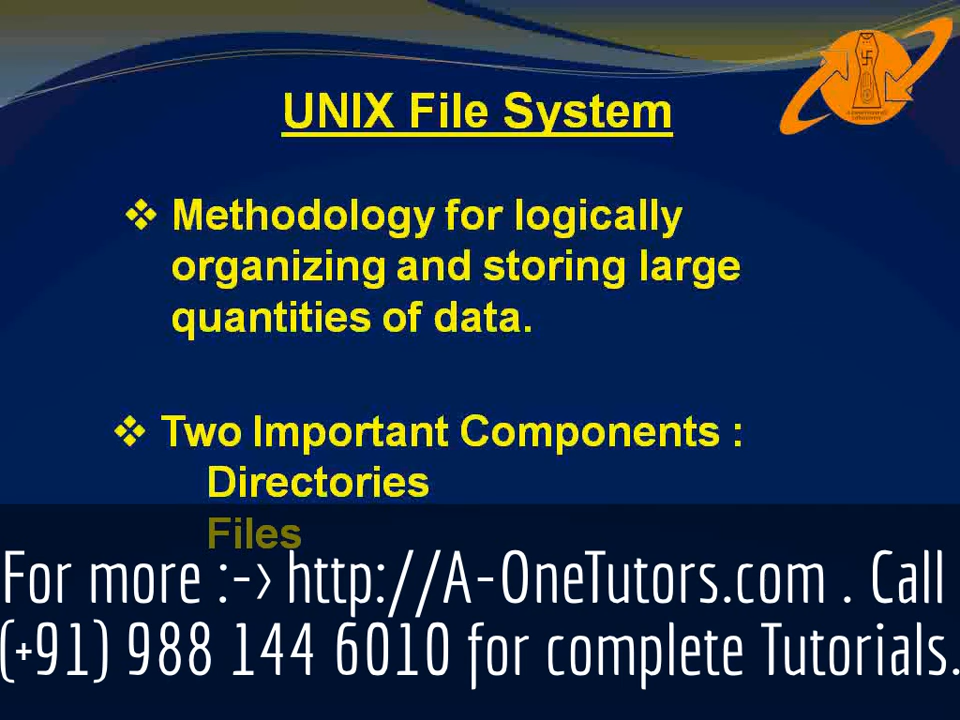 UNIX File System
❖ Methodology for logically
organizing and storing large
quantities of data.
❖ Two Important Components :
Directories
Files
For more :-> http://A-OneTutors.com . Call
(+91) 988 144 6010 for complete Tutorials.